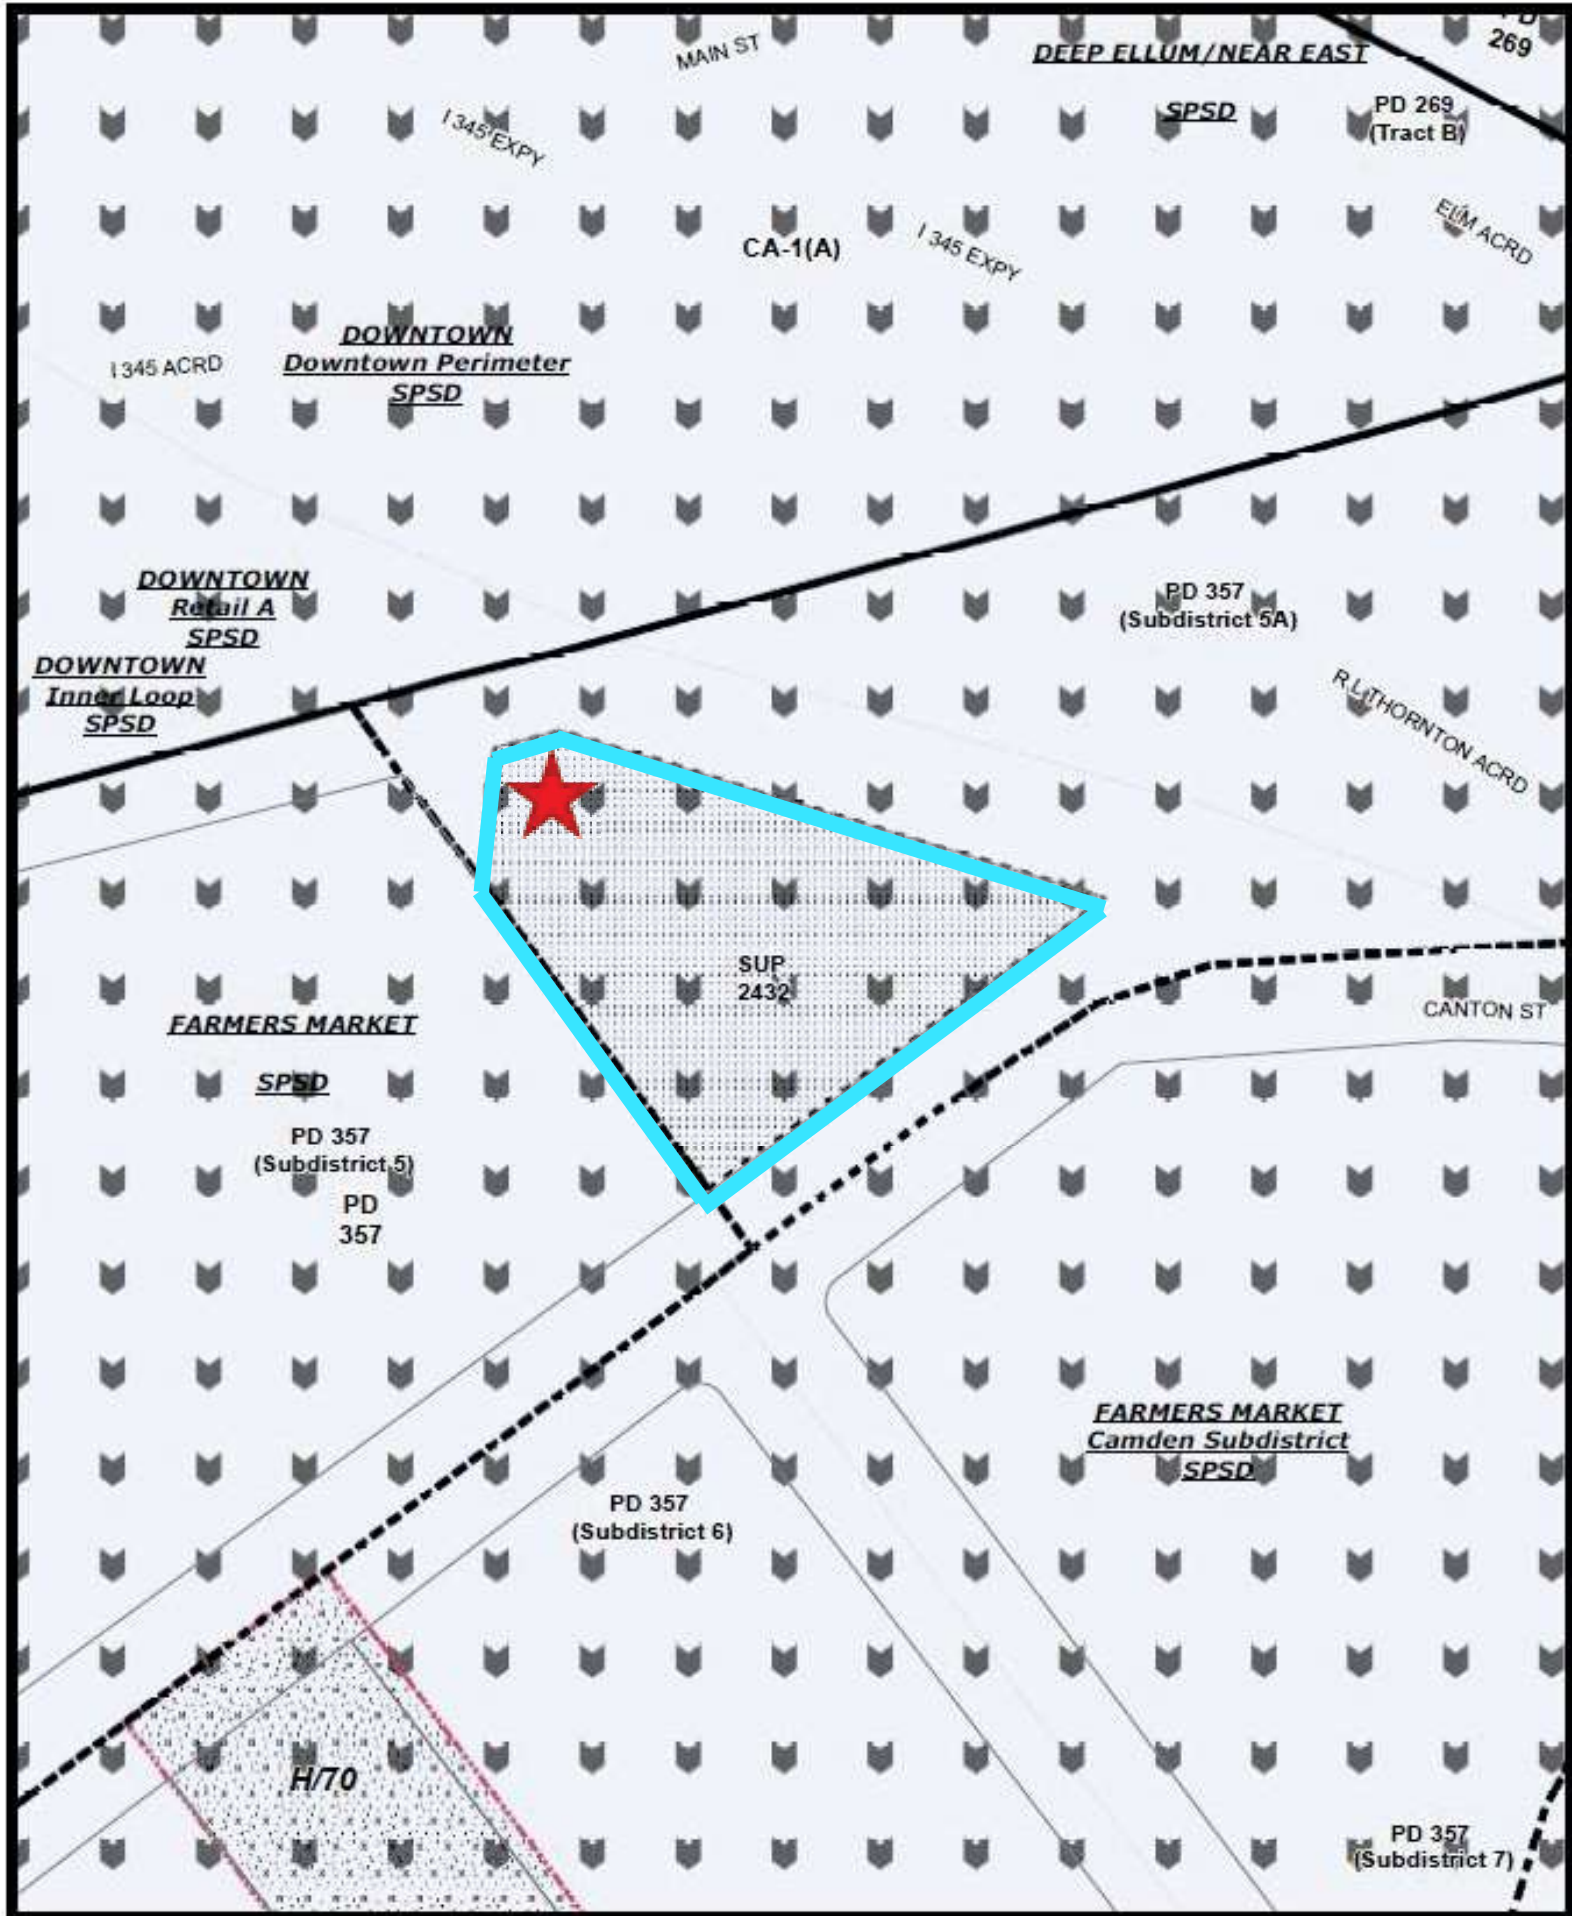 MAIN ST
DEEP ELLUM/NEAR EAST
SPSD
269
PD 269
(Tract B)
I 345 EXPY
ELM ACRD
CA-1(A)
I 345 EXPY
DOWNTOWN
Downtown Perimeter
SPSD
I 345 ACRD
DOWNTOWN
Retail A
SPSD
PD 357
(Subdistrict 5A)
DOWNTOWN
Inner Loop
SPSD
R L THORNTON ACRD
SUP
2432
CANTON ST
FARMERS MARKET
SPSD
PD 357
(Subdistrict 5)
PD
357
FARMERS MARKET
Camden Subdistrict
SPSD
PD 357
(Subdistrict 6)
H/70
PD 357
(Subdistrict 7)